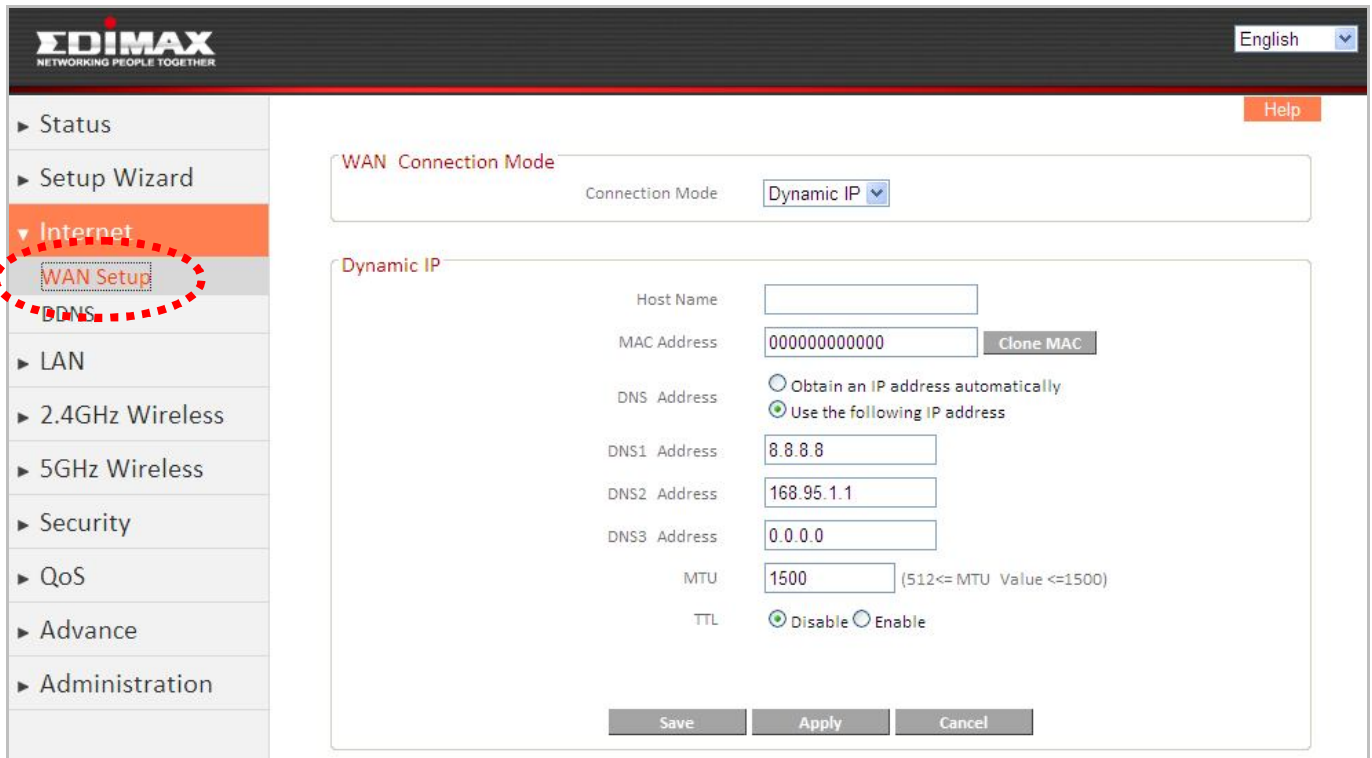 EDIMAX
NETWORKING PEOPLE TOGETHER
English
Help
► Status
► Setup Wizard
▼ Internet
WAN Setup
DDNS
► LAN
► 2.4GHz Wireless
► 5GHz Wireless
► Security
► QoS
► Advance
► Administration
WAN Connection Mode
Connection Mode Dynamic IP
Dynamic IP
Host Name
MAC Address 000000000000 Clone MAC
DNS Address Obtain an IP address automatically
Use the following IP address
DNS1 Address 8.8.8.8
DNS2 Address 168.95.1.1
DNS3 Address 0.0.0.0
MTU 1500 (512<= MTU Value <=1500)
TTL Disable Enable
Save Apply Cancel